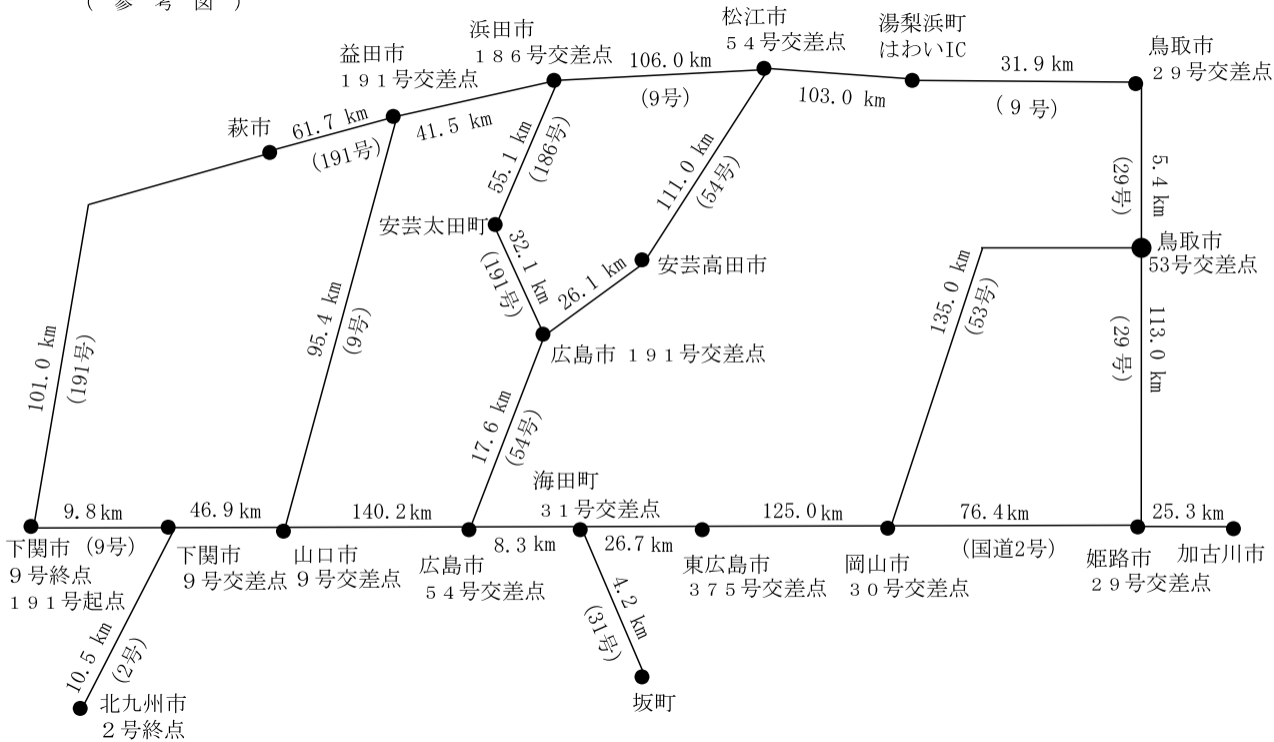 ( 参 考 図 )
浜田市
186号交差点
松江市
54号交差点
湯梨浜町
はわいIC
鳥取市
29号交差点
益田市
191号交差点
106.0 km
(9号)
103.0 km
31.9 km
(9号)
萩市
61.7 km
(191号)
41.5 km
55.1 km
(186号)
111.0 km
(54号)
5.4 km
(29号)
安芸太田町
32.1 km
(191号)
26.1 km
安芸高田市
鳥取市
53号交差点
135.0 km
(53号)
113.0 km
(29号)
101.0 km
(191号)
95.4 km
(9号)
広島市 191号交差点
17.6 km
(54号)
海田町
31号交差点
9.8km
(9号)
46.9 km
140.2km
8.3 km
26.7 km
125.0km
76.4km
(国道2号)
25.3 km
下関市
9号終点
191号起点
下関市
9号交差点
山口市
9号交差点
広島市
54号交差点
東広島市
375号交差点
岡山市
30号交差点
姫路市
29号交差点
加古川市
10.5 km
(2号)
4.2 km
(31号)
北九州市
2号終点
坂町